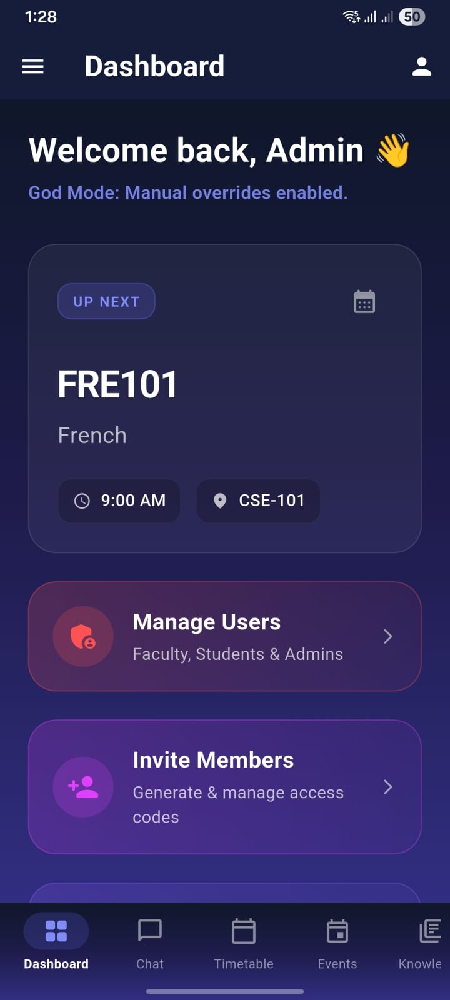 1:28
50
Dashboard
Welcome back, Admin 👋
God Mode: Manual overrides enabled.
UP NEXT
FRE101
French
9:00 AM
CSE-101
Manage Users
Faculty, Students & Admins
Invite Members
Generate & manage access
codes
Dashboard
Chat
Timetable
Events
Knowle